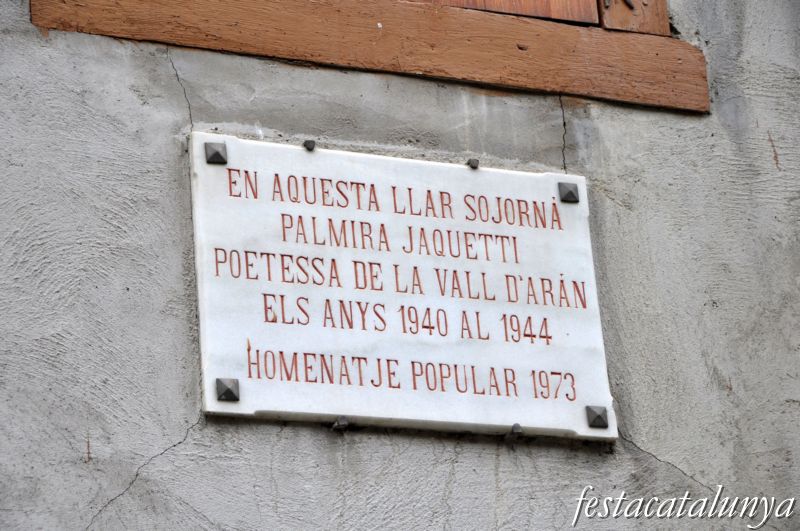 EN AQUESTA LLAR SOJORNÀ
PALMIRA JAQUETTI
POETESSA DE LA VALL D'ARÁN
ELS ANYS 1940 AL 1944
HOMENATJE POPULAR 1973
festacatalunya